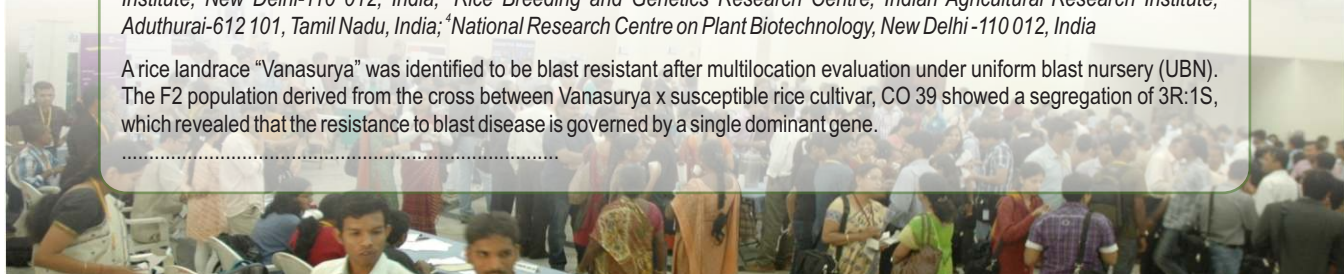 Institute, New Delhi-110 012, India; ³Rice Breeding and Genetics Research Centre, Indian Agricultural Research Institute,
Aduthurai-612 101, Tamil Nadu, India; ⁴National Research Centre on Plant Biotechnology, New Delhi -110 012, India
A rice landrace “Vanasurya” was identified to be blast resistant after multilocation evaluation under uniform blast nursery (UBN).
The F2 population derived from the cross between Vanasurya x susceptible rice cultivar, CO 39 showed a segregation of 3R:1S,
which revealed that the resistance to blast disease is governed by a single dominant gene.
................................................................................